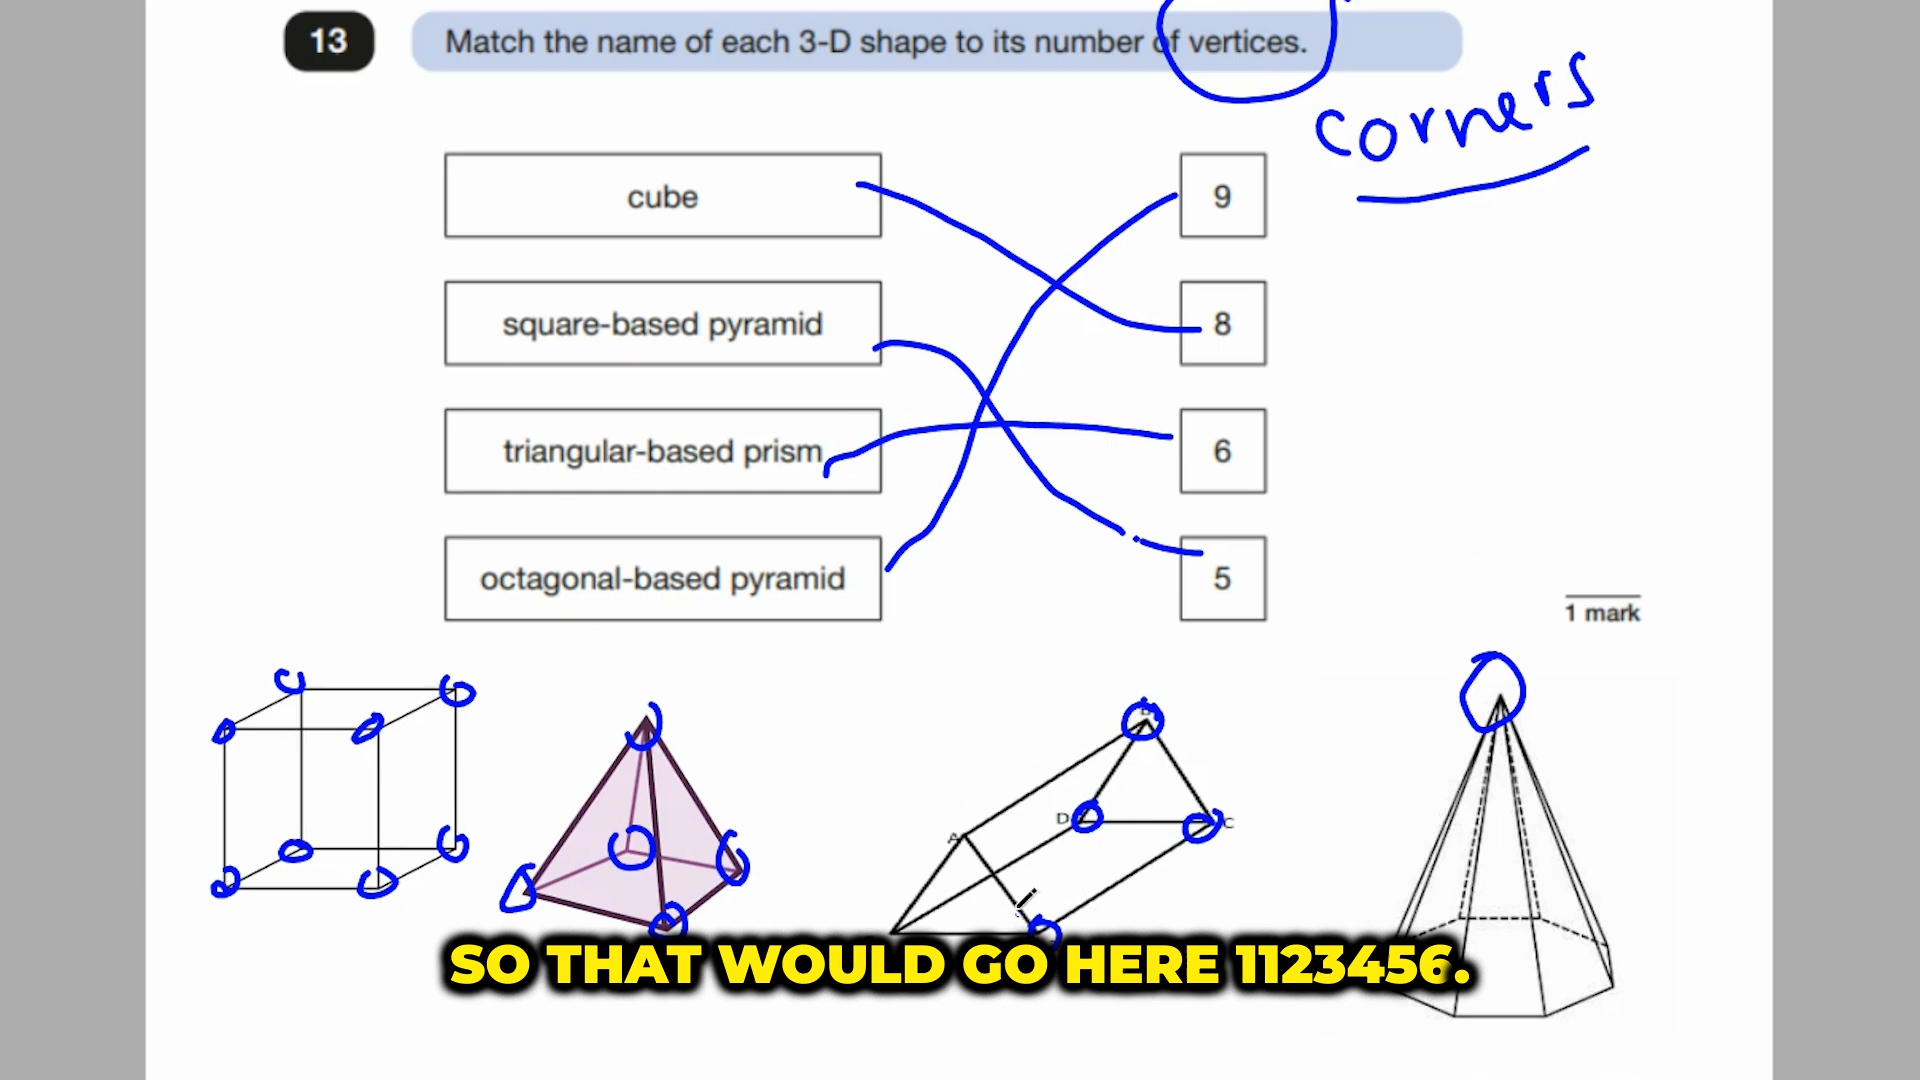 13 Match the name of each 3-D shape to its number of vertices.
corners
cube 9
square-based pyramid 8
triangular-based prism 6
octagonal-based pyramid 5
1 mark
B
D C
A
SO THAT WOULD GO HERE 1123456.